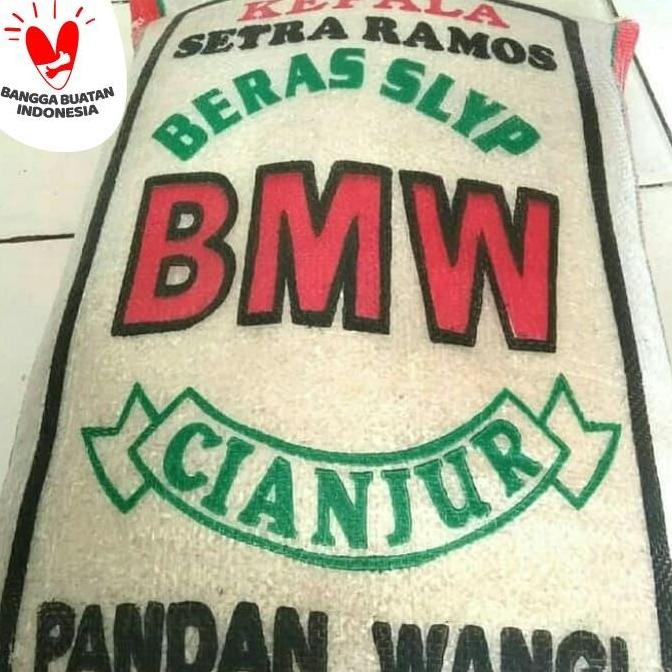 KEPALA
SETRA RAMOS
BERAS SLYP
BMW
CIANJUR
PANDAN WANGI
BANGGA BUATAN
INDONESIA